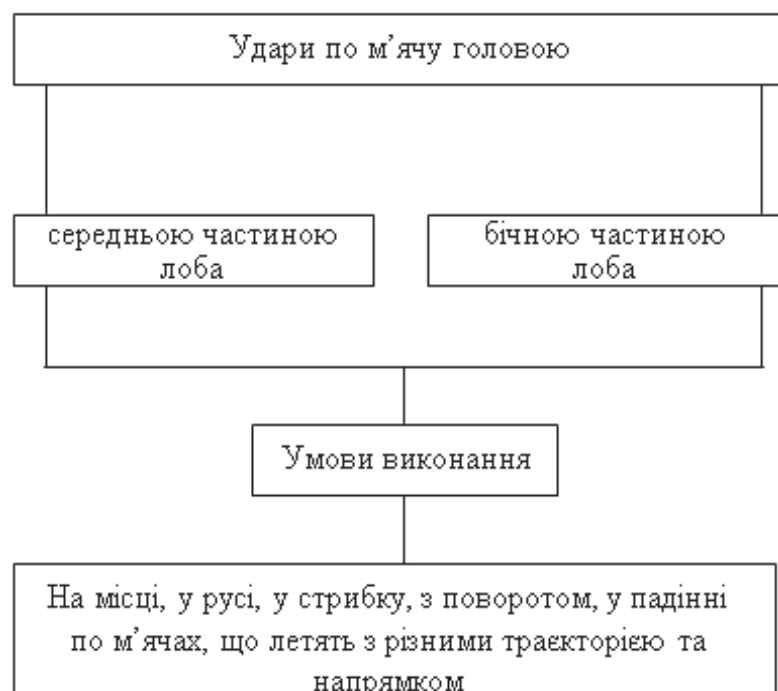 Удари по м’ячу головою
середньою частиною
лоба
бічною частиною
лоба
Умови виконання
На місці, у русі, у стрибку, з поворотом, у падінні
по м’ячах, що летять з різними траєкторією та
напрямком